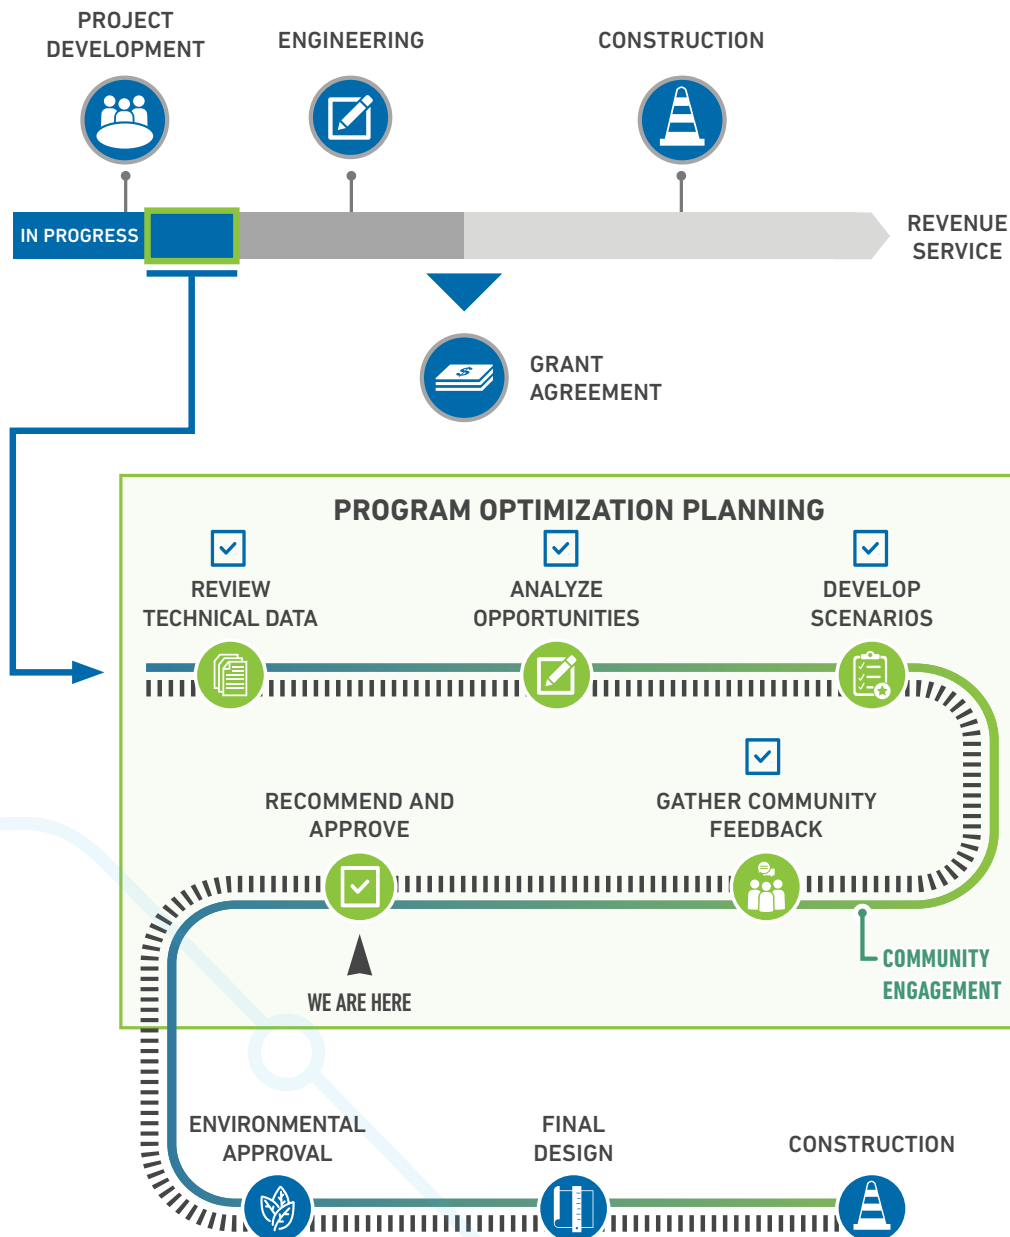 PROJECT
DEVELOPMENT
ENGINEERING
CONSTRUCTION
IN PROGRESS
REVENUE
SERVICE
$
GRANT
AGREEMENT
PROGRAM OPTIMIZATION PLANNING
REVIEW
TECHNICAL DATA
ANALYZE
OPPORTUNITIES
DEVELOP
SCENARIOS
RECOMMEND AND
APPROVE
GATHER COMMUNITY
FEEDBACK
WE ARE HERE
COMMUNITY
ENGAGEMENT
ENVIRONMENTAL
APPROVAL
FINAL
DESIGN
CONSTRUCTION